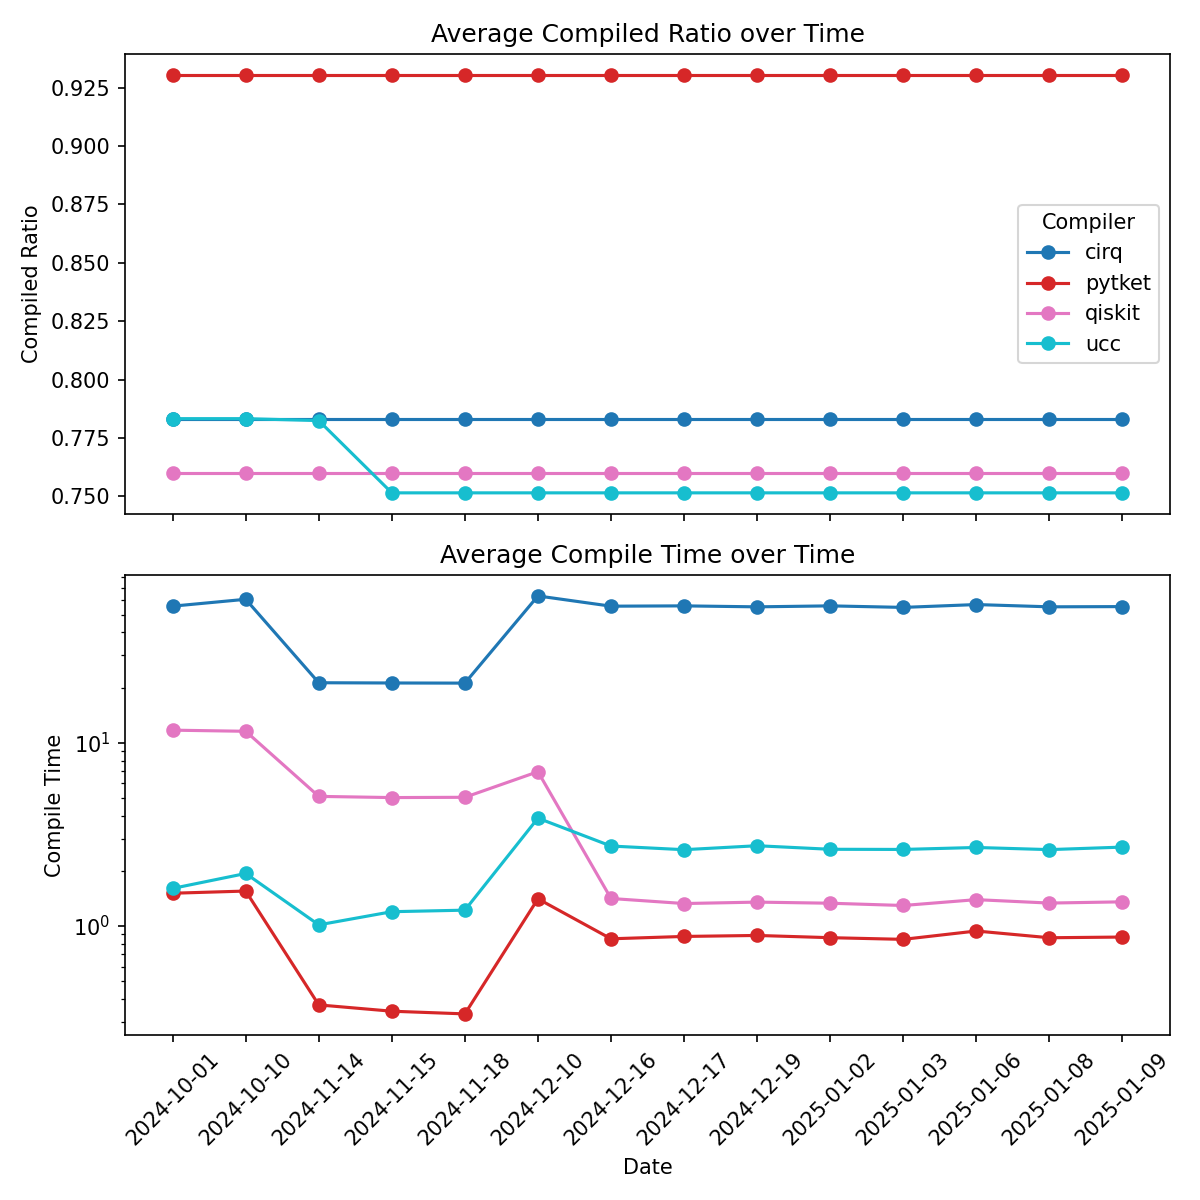 Average Compiled Ratio over Time
Compiled Ratio
0.925
0.900
0.875
0.850
0.825
0.800
0.775
0.750
Compiler
cirq
pytket
qiskit
ucc
Average Compile Time over Time
Compile Time
10¹
10⁰
2024-10-01
2024-10-10
2024-11-14
2024-11-15
2024-11-18
2024-12-10
2024-12-16
2024-12-17
2024-12-19
2025-01-02
2025-01-03
2025-01-06
2025-01-08
2025-01-09
Date